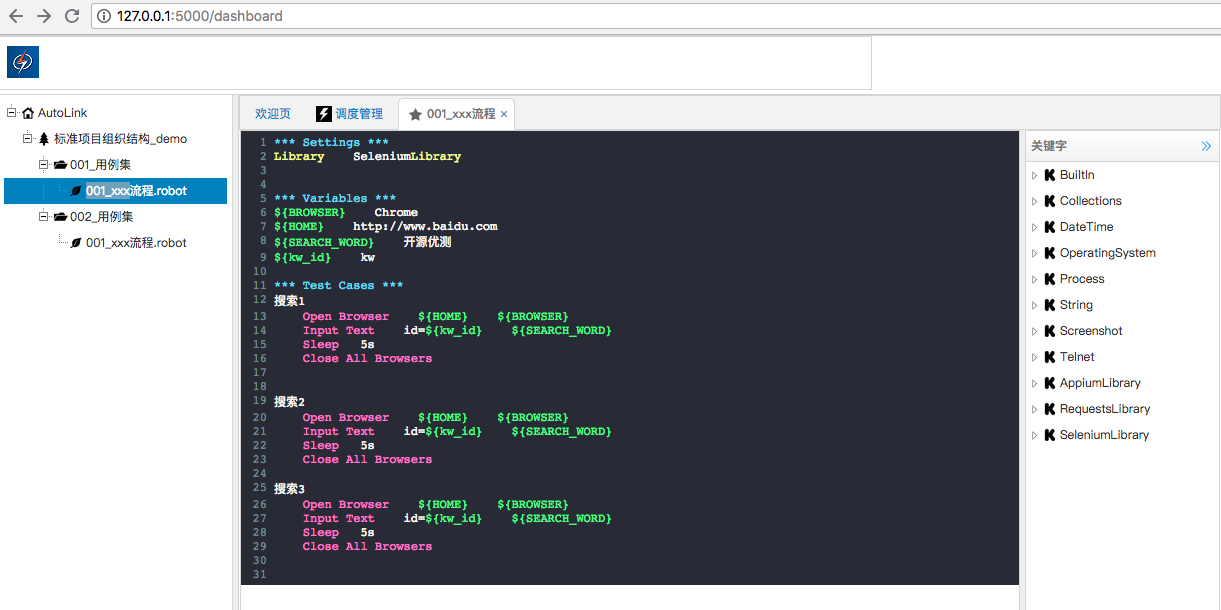 127.0.0.1:5000/dashboard
AutoLink
标准项目组织结构_demo
001_用例集
001_xxx流程.robot
002_用例集
001_xxx流程.robot
欢迎页 调度管理 001_xxx流程 ×
1 *** Settings ***
2 Library    SeleniumLibrary
3
4
5 *** Variables ***
6 ${BROWSER}    Chrome
7 ${HOME}    http://www.baidu.com
8 ${SEARCH_WORD}    开源优测
9 ${kw_id}    kw
10
11 *** Test Cases ***
12 搜索1
13     Open Browser    ${HOME}    ${BROWSER}
14     Input Text    id=${kw_id}    ${SEARCH_WORD}
15     Sleep   5s
16     Close All Browsers
17
18
19 搜索2
20     Open Browser    ${HOME}    ${BROWSER}
21     Input Text    id=${kw_id}    ${SEARCH_WORD}
22     Sleep   5s
23     Close All Browsers
24
25 搜索3
26     Open Browser    ${HOME}    ${BROWSER}
27     Input Text    id=${kw_id}    ${SEARCH_WORD}
28     Sleep   5s
29     Close All Browsers
30
31
关键字
BuiltIn
Collections
DateTime
OperatingSystem
Process
String
Screenshot
Telnet
AppiumLibrary
RequestsLibrary
SeleniumLibrary